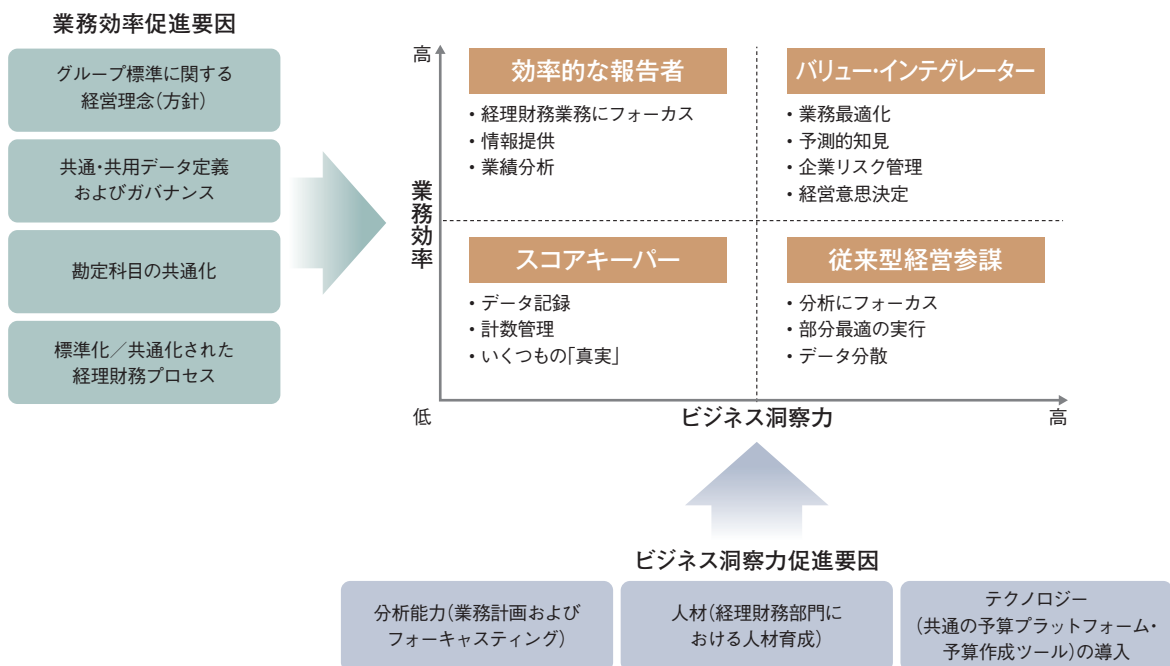 業務効率促進要因
グループ標準に関する
経営理念(方針)
共通・共用データ定義
およびガバナンス
勘定科目の共通化
標準化／共通化された
経理財務プロセス
高
業務効率
低
効率的な報告者
・経理財務業務にフォーカス
・情報提供
・業績分析
バリュー・インテグレーター
・業務最適化
・予測的知見
・企業リスク管理
・経営意思決定
スコアキーパー
・データ記録
・計数管理
・いくつもの「真実」
従来型経営参謀
・分析にフォーカス
・部分最適の実行
・データ分散
ビジネス洞察力
高
ビジネス洞察力促進要因
分析能力(業務計画および
フォーキャスティング)
人材(経理財務部門に
おける人材育成)
テクノロジー
(共通の予算プラットフォーム・
予算作成ツール)の導入